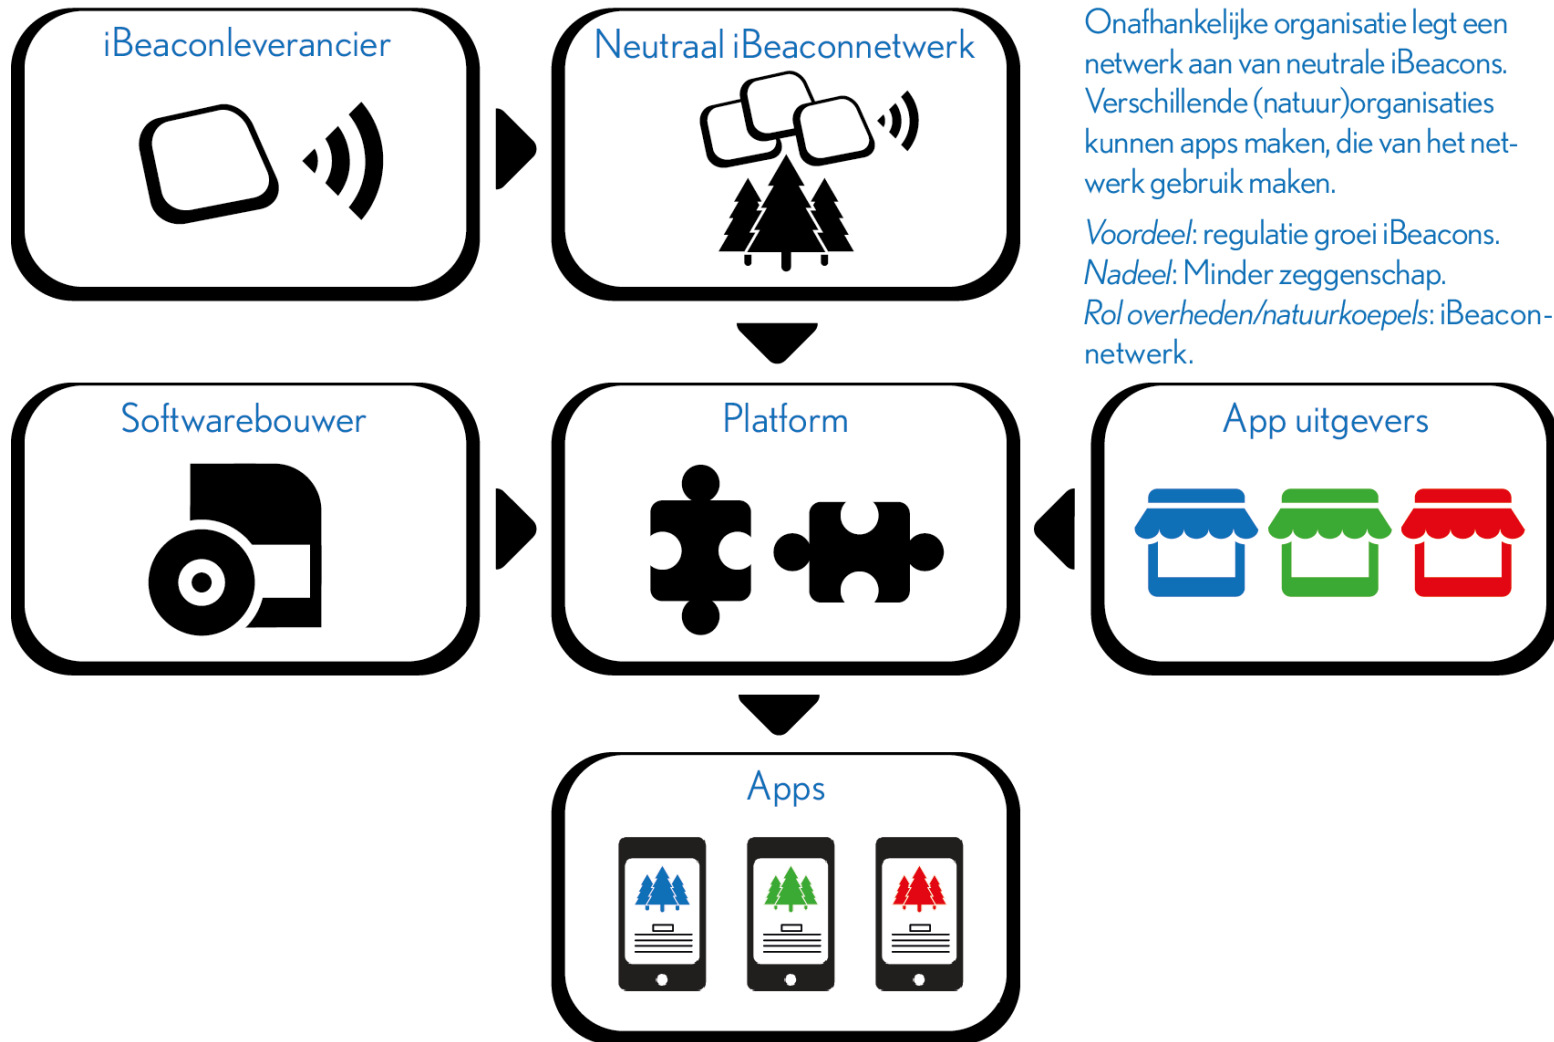 iBeaconleverancier
Neutraal iBeaconnetwerk
Onafhankelijke organisatie legt een
netwerk aan van neutrale iBeacons.
Verschillende (natuur)organisaties
kunnen apps maken, die van het net-
werk gebruik maken.
Voordeel: regulatie groei iBeacons.
Nadeel: Minder zeggenschap.
Rol overheden/natuurkoepels: iBeacon-
netwerk.
Softwarebouwer
Platform
App uitgevers
Apps